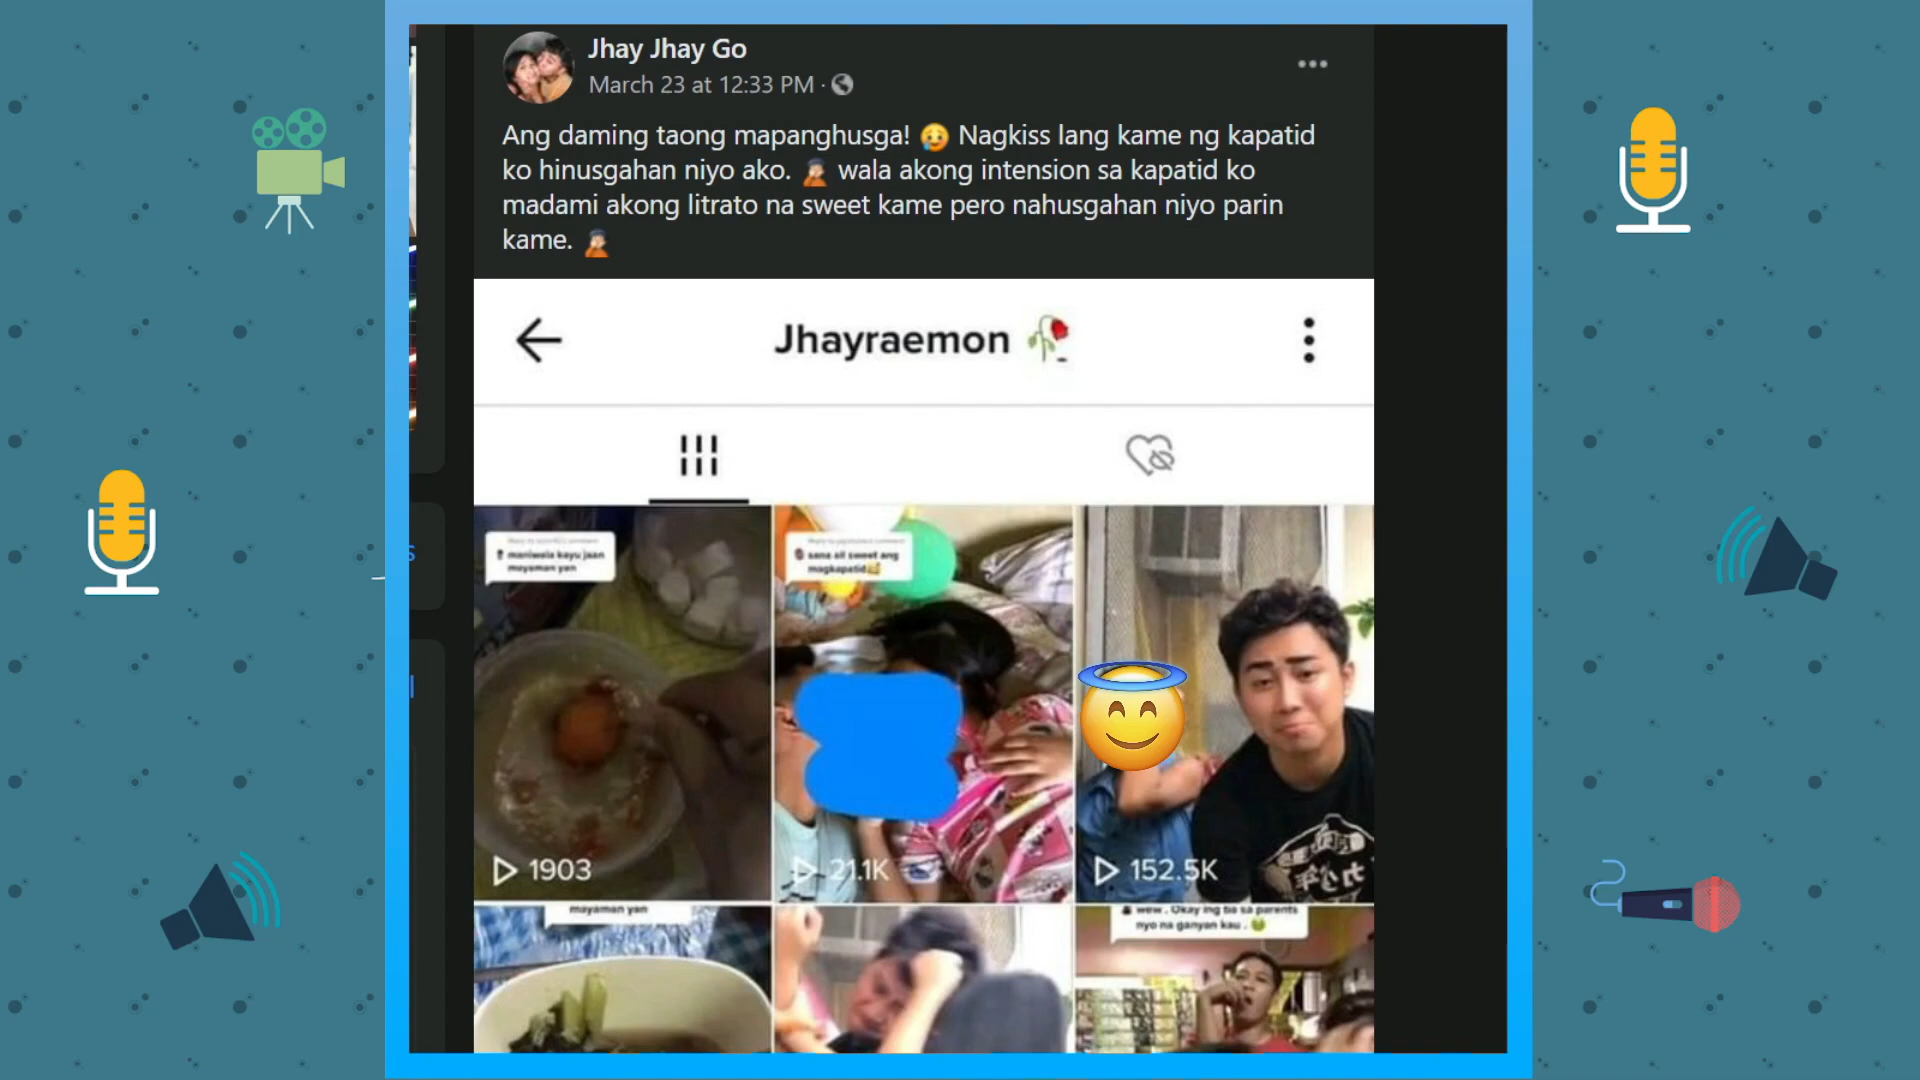 Jhay Jhay Go
March 23 at 12:33 PM ·
Ang daming taong mapanghusga! 😢 Nagkiss lang kame ng kapatid
ko hinusgahan niyo ako. 🤦 wala akong intension sa kapatid ko
madami akong litrato na sweet kame pero nahusgahan niyo parin
kame. 🤦
Jhayraemon 🥀
maniwala kayu jaan
mayaman yan
sana all sweet ang
magkapatid
1903
21.1K
152.5K
mayaman yan
wew . Okay ing ba sa parents
nyo na ganyan kau .